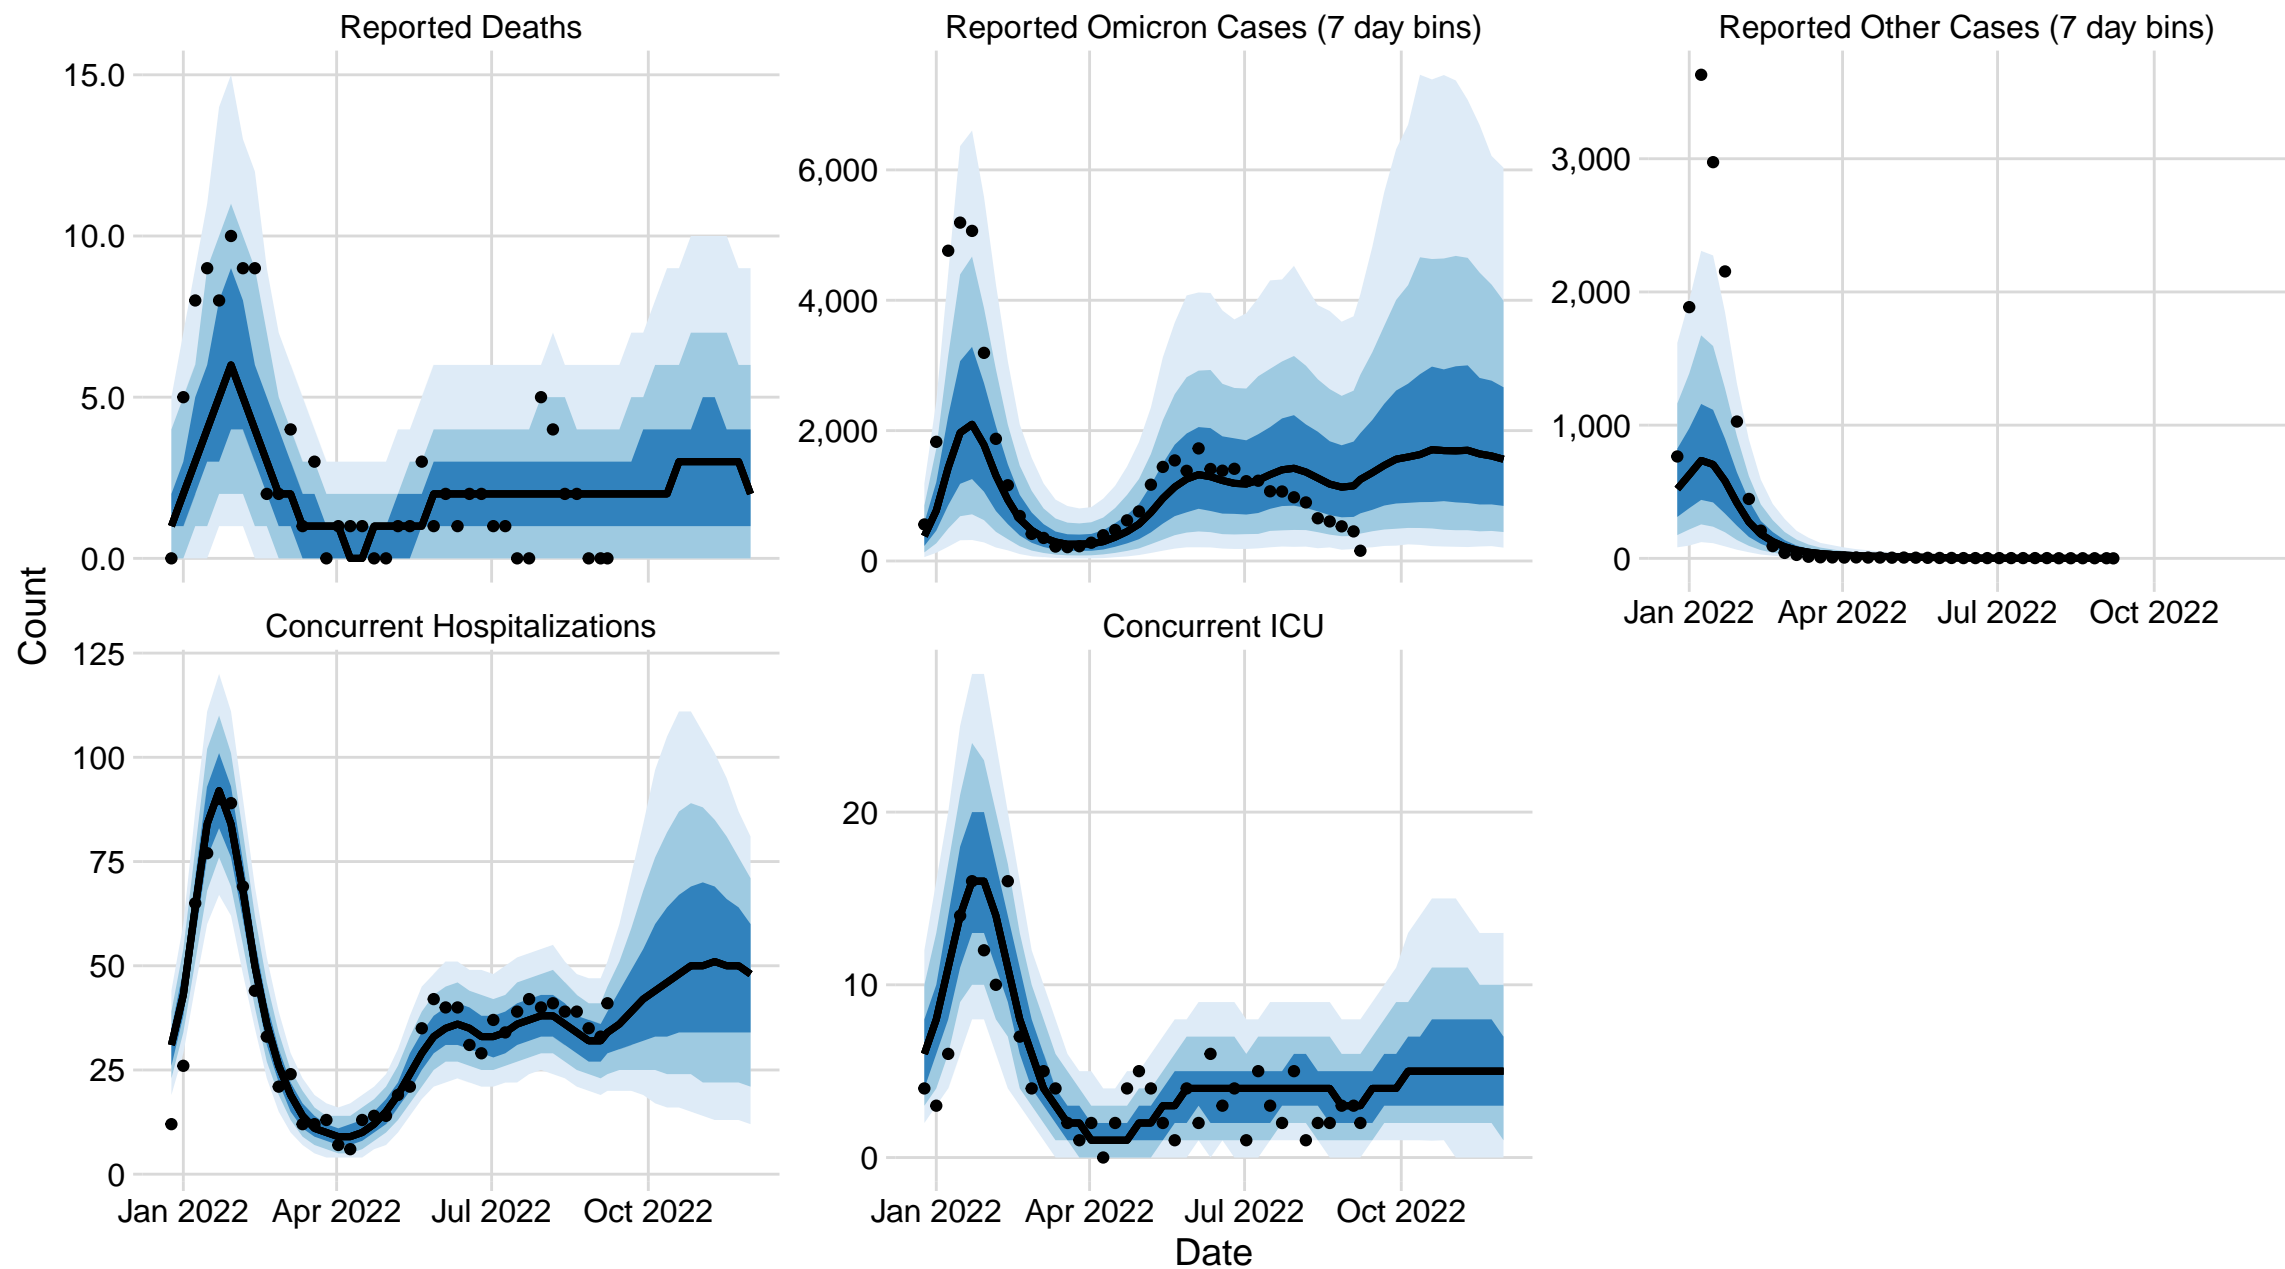 Reported Deaths
Reported Omicron Cases (7 day bins)
Reported Other Cases (7 day bins)
15.0
10.0
5.0
0.0
6,000
4,000
2,000
0
3,000
2,000
1,000
0
Jan 2022 Apr 2022 Jul 2022 Oct 2022
Count
Concurrent Hospitalizations
Concurrent ICU
125
100
75
50
25
0
20
10
0
Jan 2022 Apr 2022 Jul 2022 Oct 2022
Jan 2022 Apr 2022 Jul 2022 Oct 2022
Date